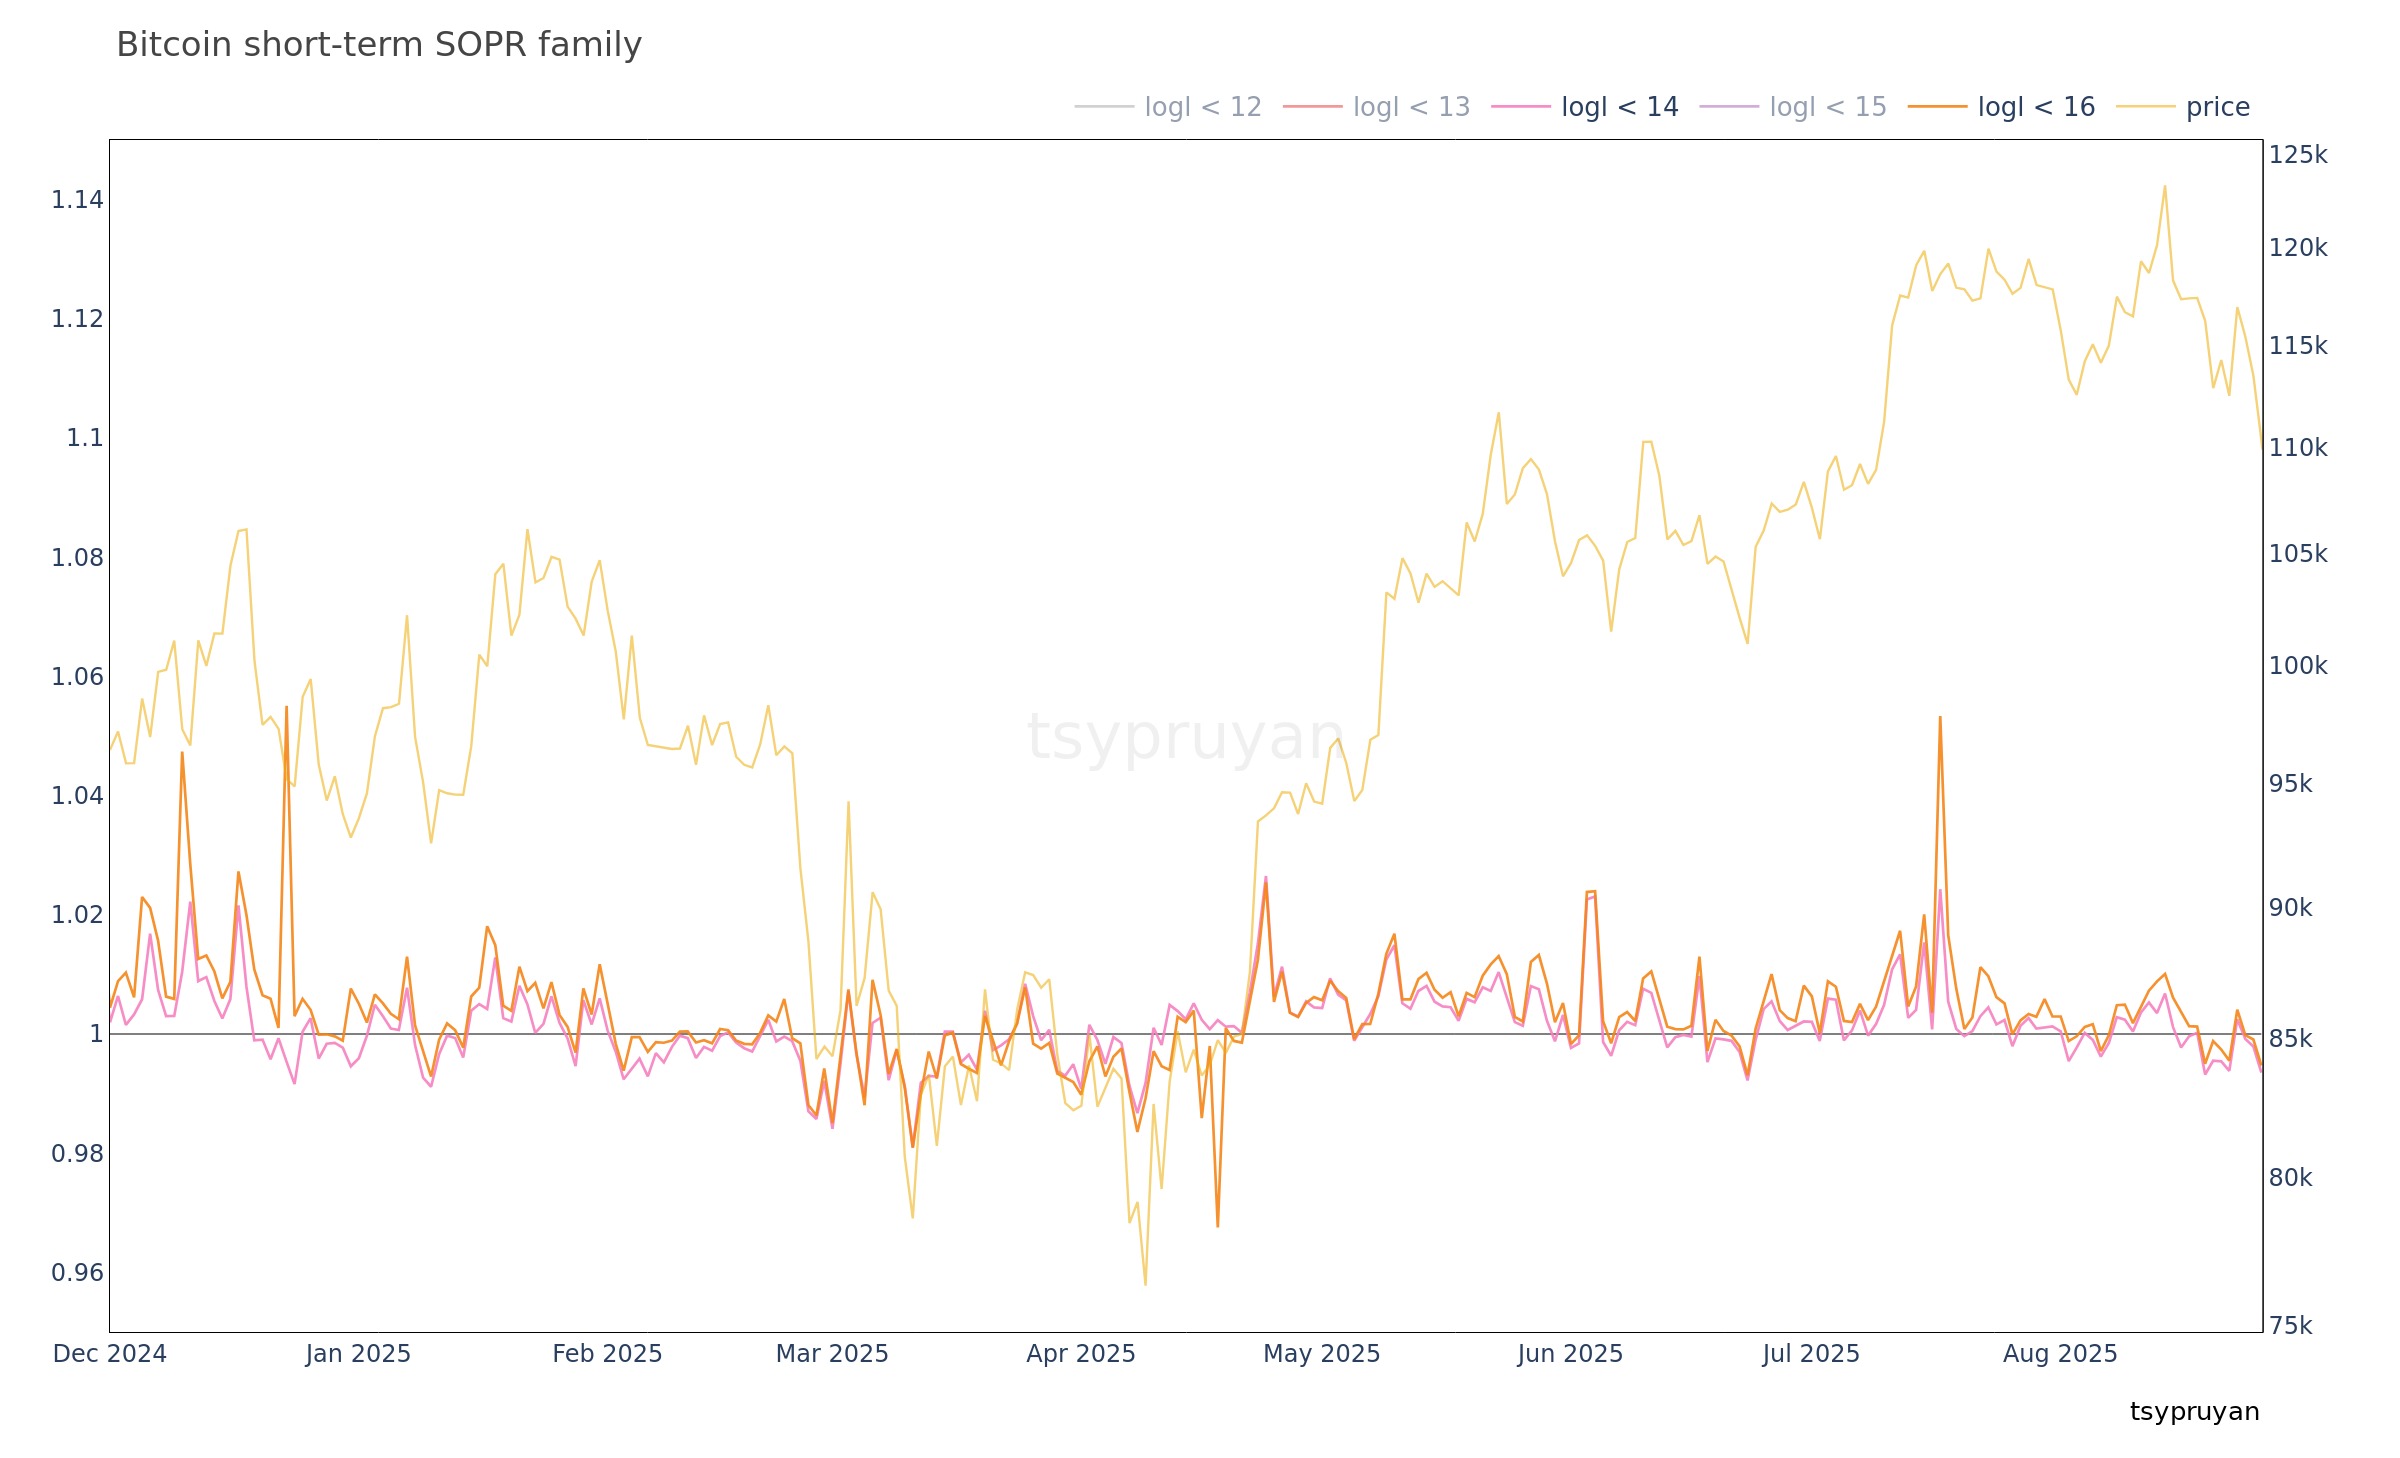 Bitcoin short-term SOPR family
logl < 12 logl < 13 logl < 14 logl < 15 logl < 16 price
1.14
1.12
1.1
1.08
1.06
1.04
1.02
1
0.98
0.96
125k
120k
115k
110k
105k
100k
95k
90k
85k
80k
75k
tsypruyan
Dec 2024 Jan 2025 Feb 2025 Mar 2025 Apr 2025 May 2025 Jun 2025 Jul 2025 Aug 2025
tsypruyan